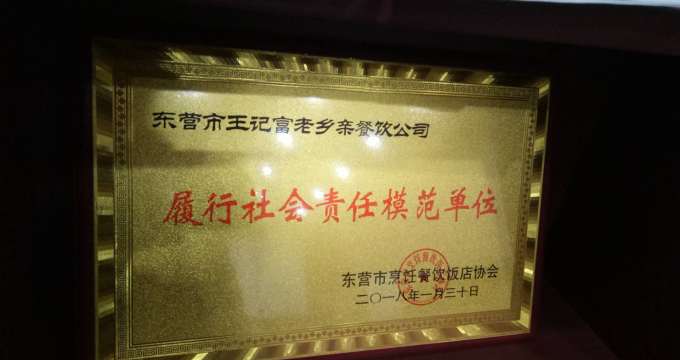 东营市王记富老乡亲餐饮公司
履行社会责任模范单位
东营市烹饪餐饮饭店协会
二〇一八年一月三十日